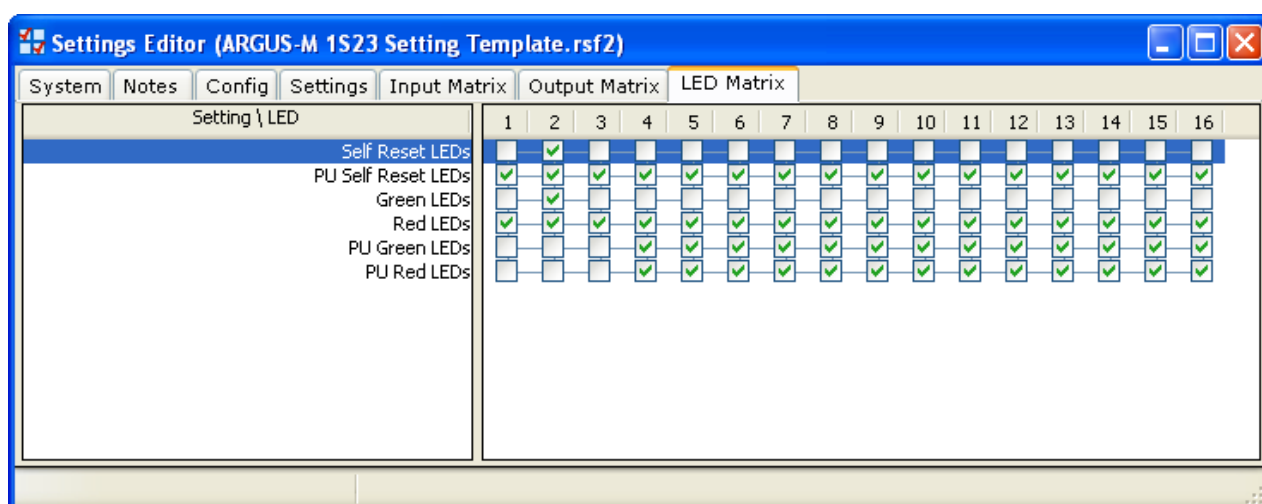 Settings Editor (ARGUS-M 1S23 Setting Template.rsf2)
System Notes Config Settings Input Matrix Output Matrix LED Matrix
Setting \ LED 1 2 3 4 5 6 7 8 9 10 11 12 13 14 15 16
Self Reset LEDs
PU Self Reset LEDs
Green LEDs
Red LEDs
PU Green LEDs
PU Red LEDs